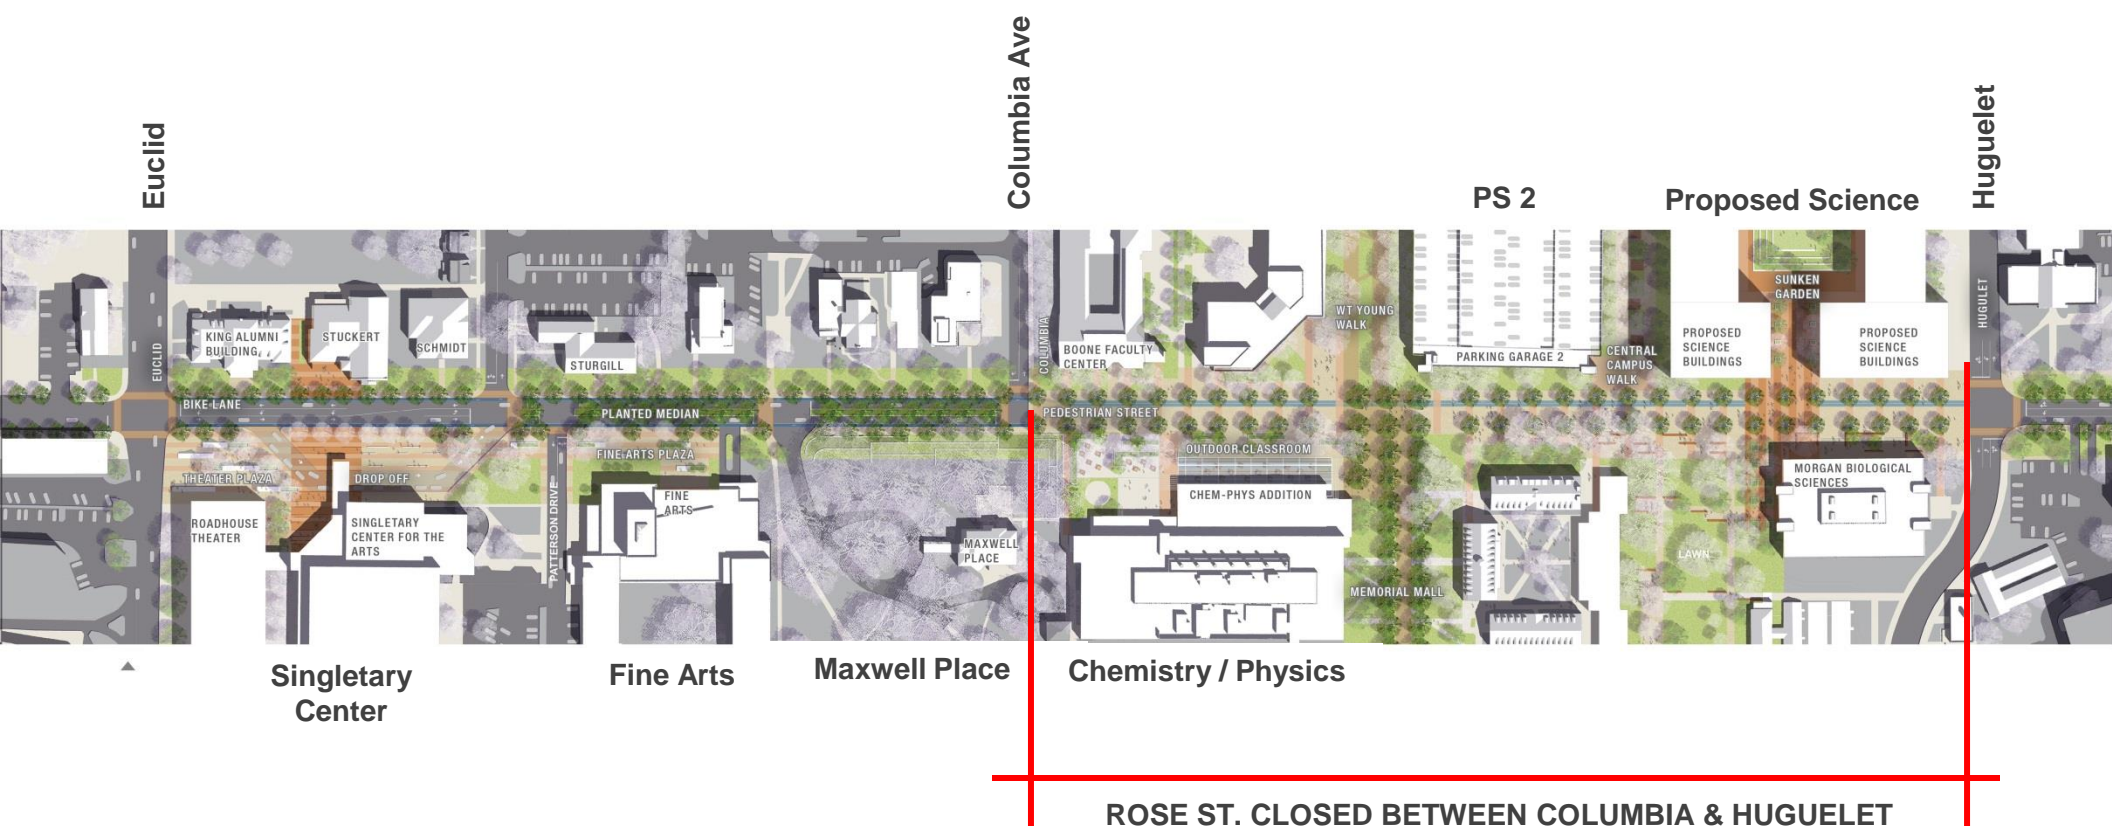 Euclid
Columbia Ave
Huguelet
PS 2
Proposed Science
SUNKEN
GARDEN
HUGULET
WT YOUNG
WALK
KING ALUMNI
BUILDING
STUCKERT
SCHMIDT
EUCLID
STURGILL
COLUMBIA
BOONE FACULTY
CENTER
PARKING GARAGE 2
CENTRAL
CAMPUS
WALK
PROPOSED
SCIENCE
BUILDINGS
PROPOSED
SCIENCE
BUILDINGS
BIKE LANE
PLANTED MEDIAN
PEDESTRIAN STREET
FINE ARTS PLAZA
OUTDOOR CLASSROOM
THEATER PLAZA
DROP OFF
MORGAN BIOLOGICAL
SCIENCES
CHEM-PHYS ADDITION
FINE
ARTS
ROADHOUSE
THEATER
SINGLETARY
CENTER FOR THE
ARTS
PATTERSON DRIVE
MAXWELL
PLACE
LAWN
MEMORIAL MALL
Singletary
Center
Fine Arts
Maxwell Place
Chemistry / Physics
ROSE ST. CLOSED BETWEEN COLUMBIA & HUGUELET